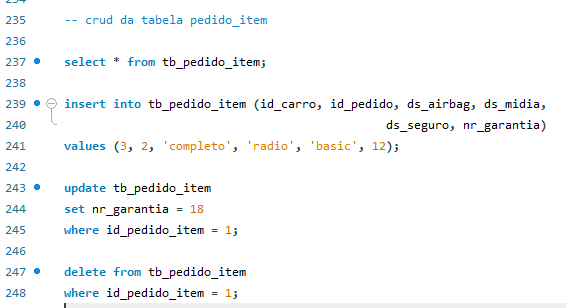 235 -- crud da tabela pedido_item
236
237 select * from tb_pedido_item;
238
239 insert into tb_pedido_item (id_carro, id_pedido, ds_airbag, ds_midia,
240 ds_seguro, nr_garantia)
241 values (3, 2, 'completo', 'radio', 'basic', 12);
242
243 update tb_pedido_item
244 set nr_garantia = 18
245 where id_pedido_item = 1;
246
247 delete from tb_pedido_item
248 where id_pedido_item = 1;